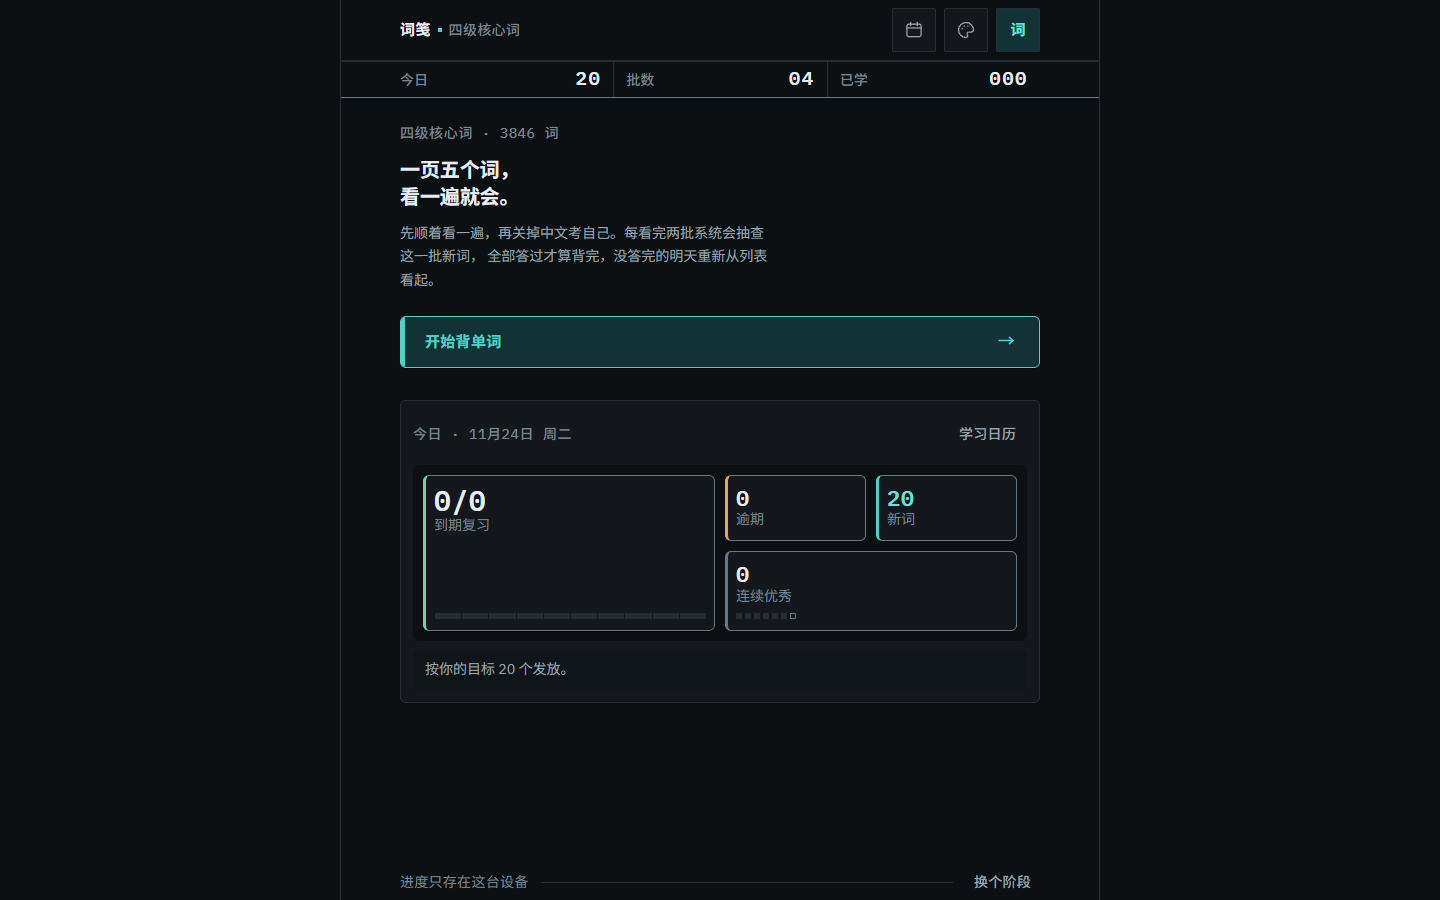 词笺 四级核心词
词
今日 20 批数 04 已学 000
四级核心词 · 3846 词
一页五个词，
看一遍就会。
先顺着看一遍，再关掉中文考自己。每看完两批系统会抽查
这一批新词， 全部答过才算背完，没答完的明天重新从列表
看起。
开始背单词 →
今日 · 11月24日 周二 学习日历
0/0
到期复习
0
逾期
20
新词
0
连续优秀
按你的目标 20 个发放。
进度只存在这台设备 换个阶段